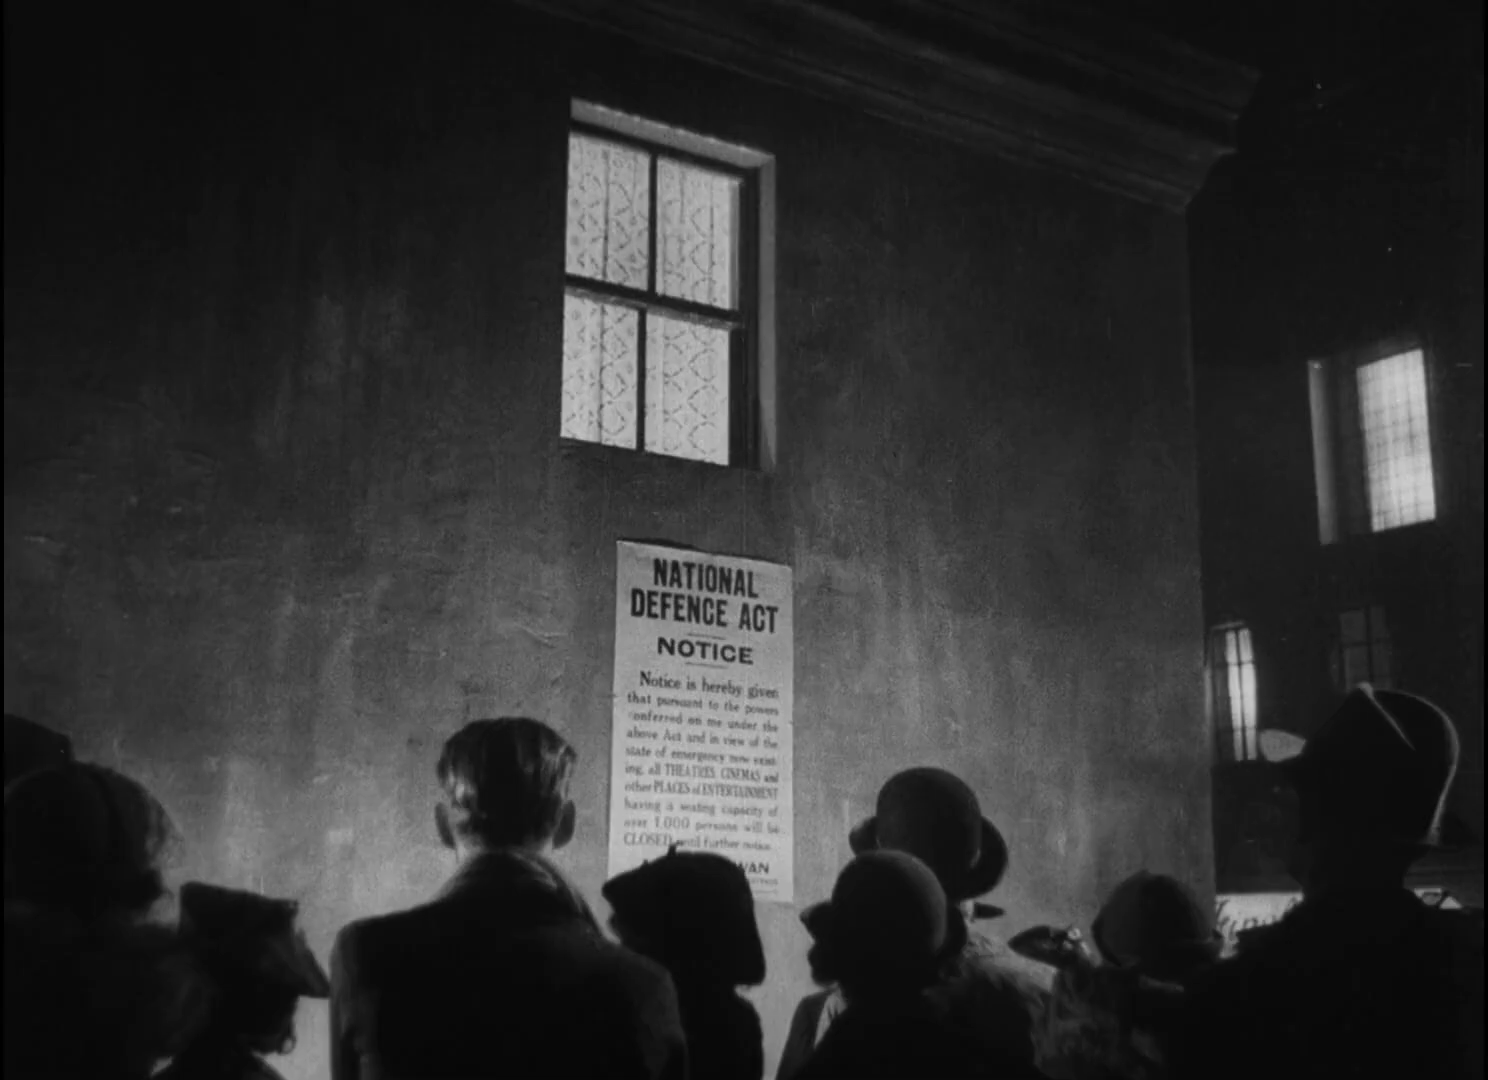 NATIONAL
DEFENCE ACT
NOTICE
Notice is hereby given
that pursuant to the powers
conferred on me under the
above Act and in view of the
state of emergency now exist-
ing, all THEATRES, CINEMAS and
other PLACES of ENTERTAINMENT
having a seating capacity of
over 1,000 persons will be
CLOSED until further notice.
WAN